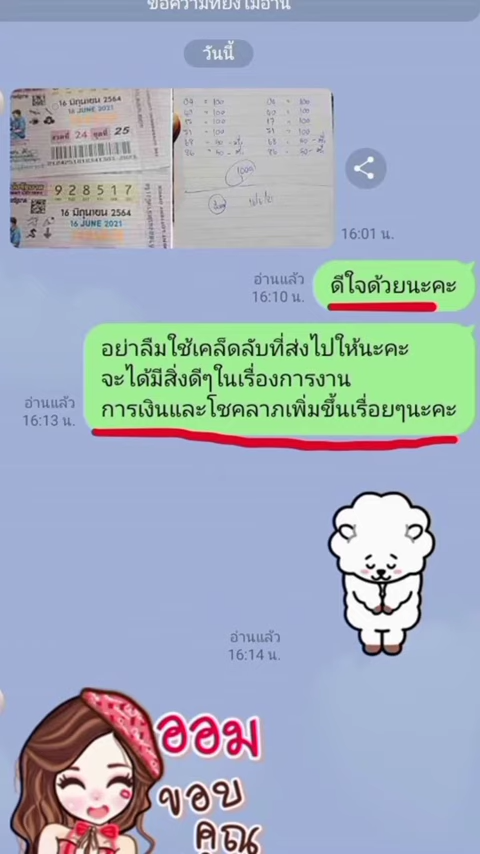 ข้อความที่ยังไม่อ่าน
วันนี้
16 มิถุนายน 2564
16 JUNE 2021
งวดที่ 24 ชุดที่ 25
928517
16 มิถุนายน 2564
16 JUNE 2021
1000
16:01 น.
อ่านแล้ว
16:10 น.
ดีใจด้วยนะคะ
อย่าลืมใช้เคล็ดลับที่ส่งไปให้นะคะ
จะได้มีสิ่งดีๆในเรื่องการงาน
การเงินและโชคลาภเพิ่มขึ้นเรื่อยๆนะคะ
อ่านแล้ว
16:13 น.
อ่านแล้ว
16:14 น.
ออม
ขอบ
คุณ